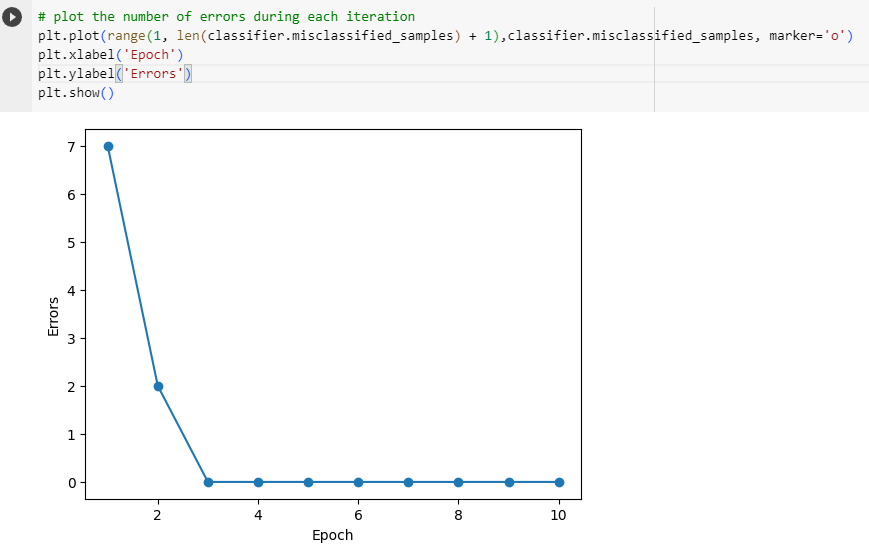 # plot the number of errors during each iteration
plt.plot(range(1, len(classifier.misclassified_samples) + 1),classifier.misclassified_samples, marker='o')
plt.xlabel('Epoch')
plt.ylabel('Errors')
plt.show()
7
6
5
4
3
2
1
0
Errors
2 4 6 8 10
Epoch